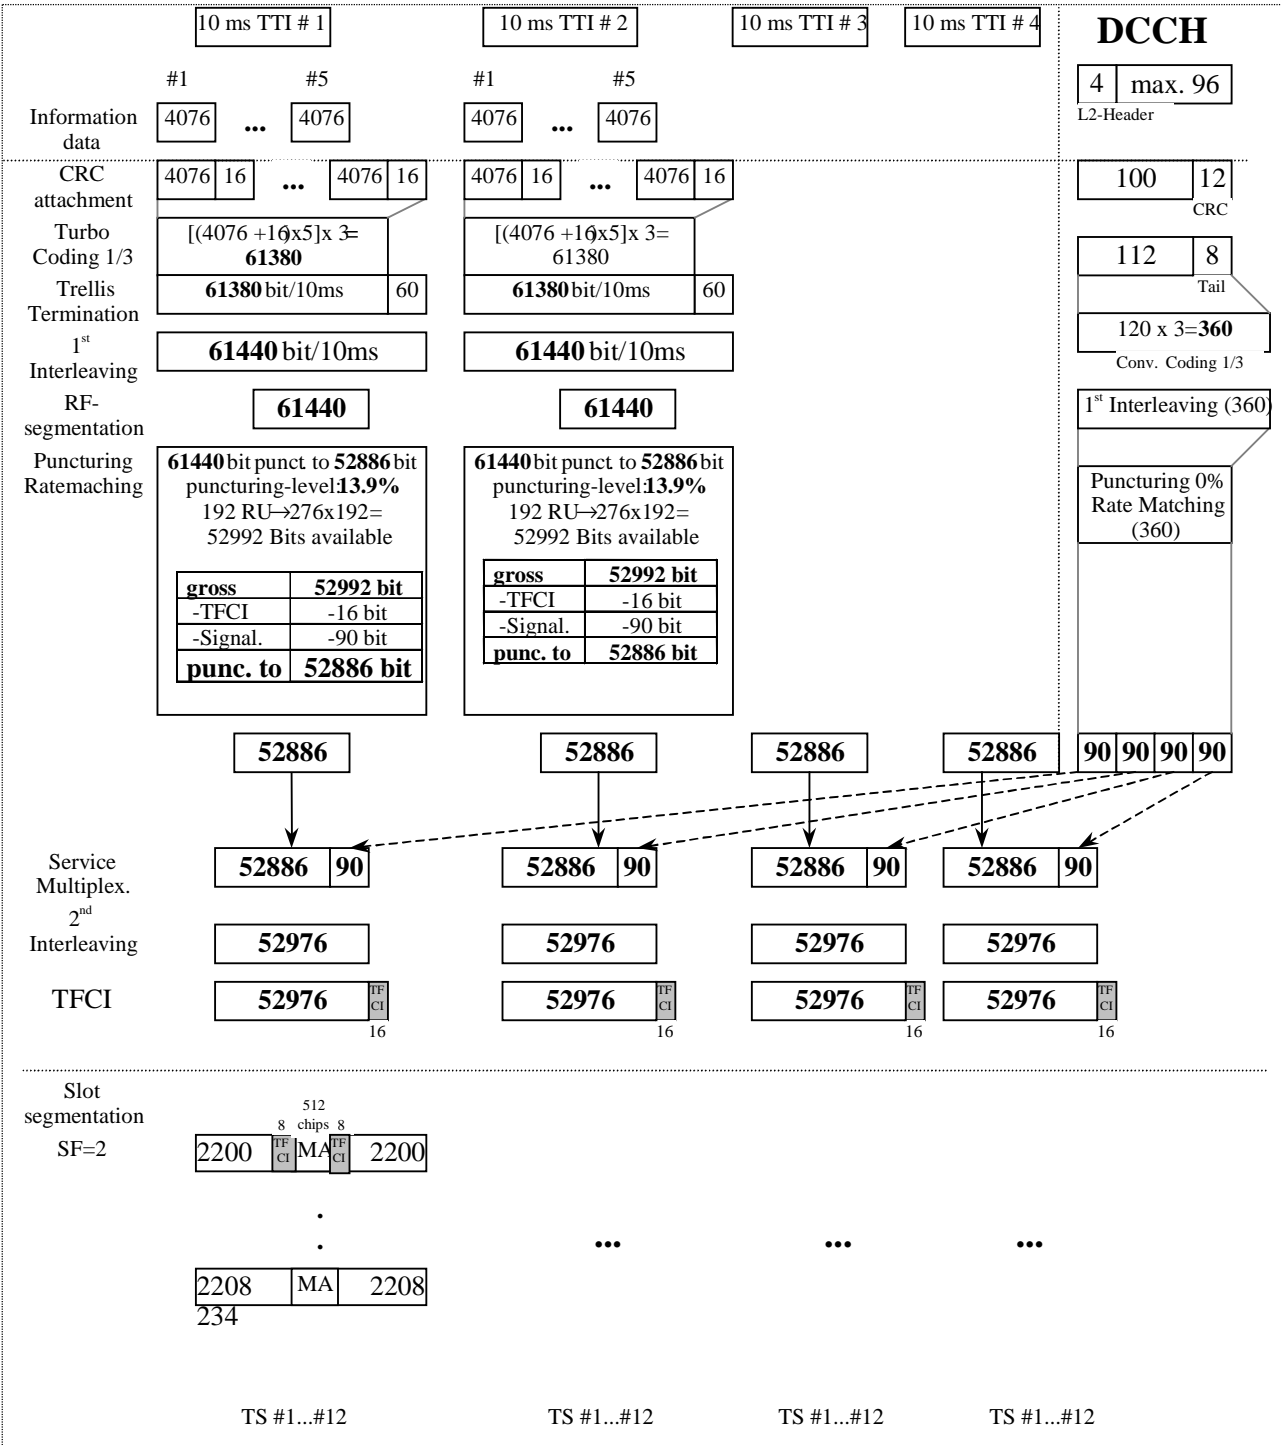 10 ms TTI # 1 10 ms TTI # 2 10 ms TTI # 3 10 ms TTI # 4 DCCH
#1 #5 #1 #5
4 max. 96
L2-Header
Information data
4076 ... 4076 4076 ... 4076
CRC attachment
4076 16 ... 4076 16 4076 16 ... 4076 16
100 12
CRC
Turbo Coding 1/3
[(4076 +16)x5]x 3=
61380
[(4076 +16)x5]x 3=
61380
112 8
Tail
Trellis Termination
61380 bit/10ms 60 61380 bit/10ms 60
120 x 3=360
Conv. Coding 1/3
1st Interleaving
61440 bit/10ms 61440 bit/10ms
RF-segmentation
61440 61440
1st Interleaving (360)
Puncturing Ratemaching
61440 bit punct. to 52886 bit
puncturing-level:13.9%
192 RU→276x192=
52992 Bits available
gross 52992 bit
-TFCI -16 bit
-Signal. -90 bit
punc. to 52886 bit
61440 bit punct. to 52886 bit
puncturing-level:13.9%
192 RU→276x192=
52992 Bits available
gross 52992 bit
-TFCI -16 bit
-Signal. -90 bit
punc. to 52886 bit
Puncturing 0%
Rate Matching
(360)
52886 52886 52886 52886 90 90 90 90
Service Multiplex.
52886 90 52886 90 52886 90 52886 90
2nd Interleaving
52976 52976 52976 52976
TFCI
52976 TF CI 52976 TF CI 52976 TF CI 52976 TF CI
16 16 16 16
Slot segmentation
SF=2
512
8 chips 8
2200 TF CI MA TF CI 2200
.
. ... ... ...
2208 MA 2208
234
TS #1...#12 TS #1...#12 TS #1...#12 TS #1...#12